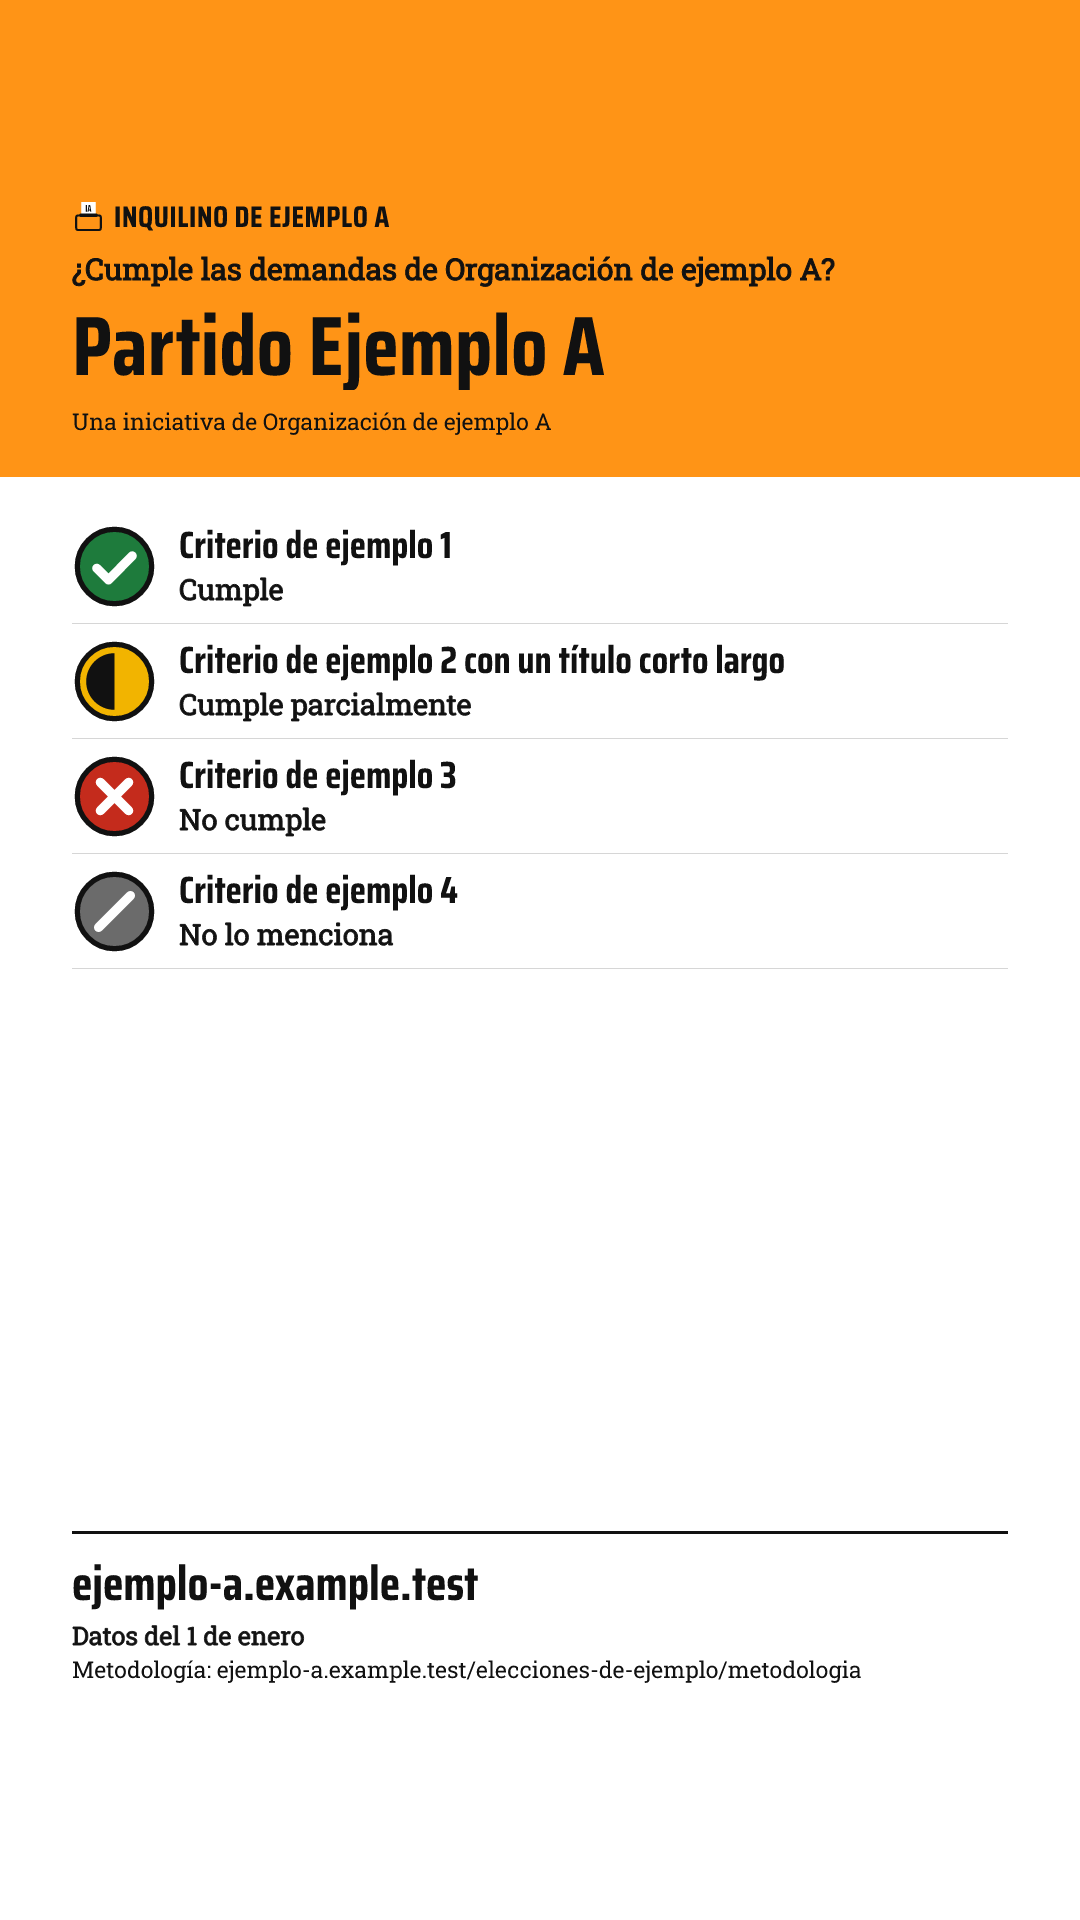 IA
INQUILINO DE EJEMPLO A
¿Cumple las demandas de Organización de ejemplo A?
Partido Ejemplo A
Una iniciativa de Organización de ejemplo A
Criterio de ejemplo 1
Cumple
Criterio de ejemplo 2 con un título corto largo
Cumple parcialmente
Criterio de ejemplo 3
No cumple
Criterio de ejemplo 4
No lo menciona
ejemplo-a.example.test
Datos del 1 de enero
Metodología: ejemplo-a.example.test/elecciones-de-ejemplo/metodologia